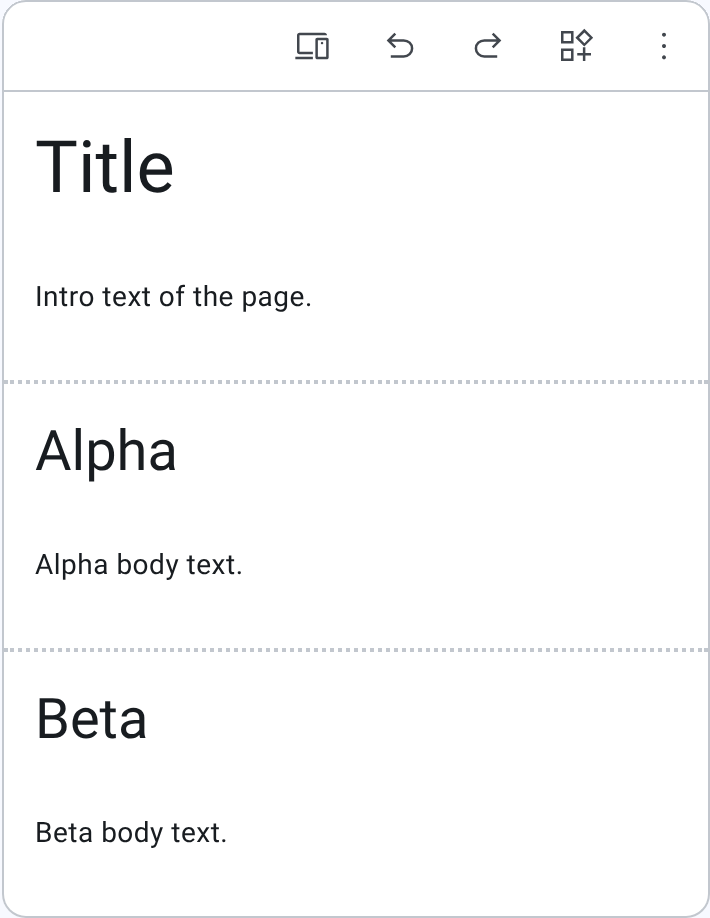 Title
Intro text of the page.
Alpha
Alpha body text.
Beta
Beta body text.